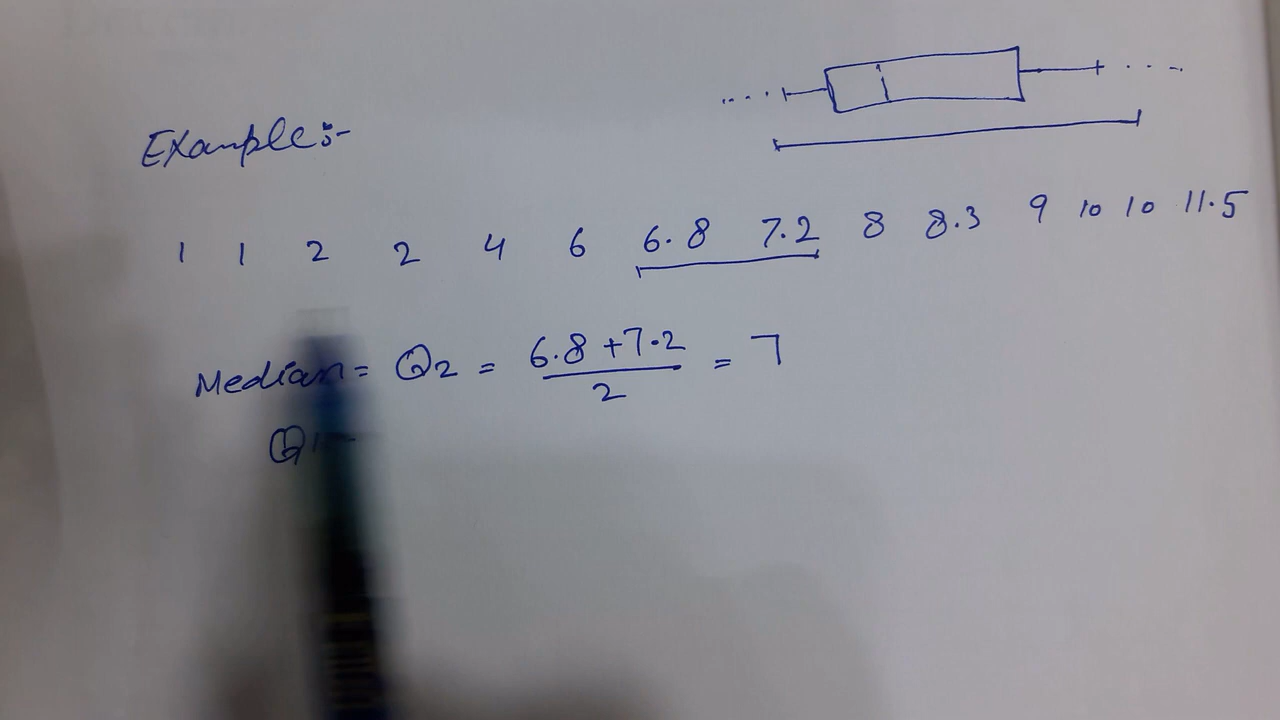 Example:-
1 1 2 2 4 6 6.8 7.2 8 8.3 9 10 10 11.5
Median = Q2 = 6.8 + 7.2 / 2 = 7
Q1